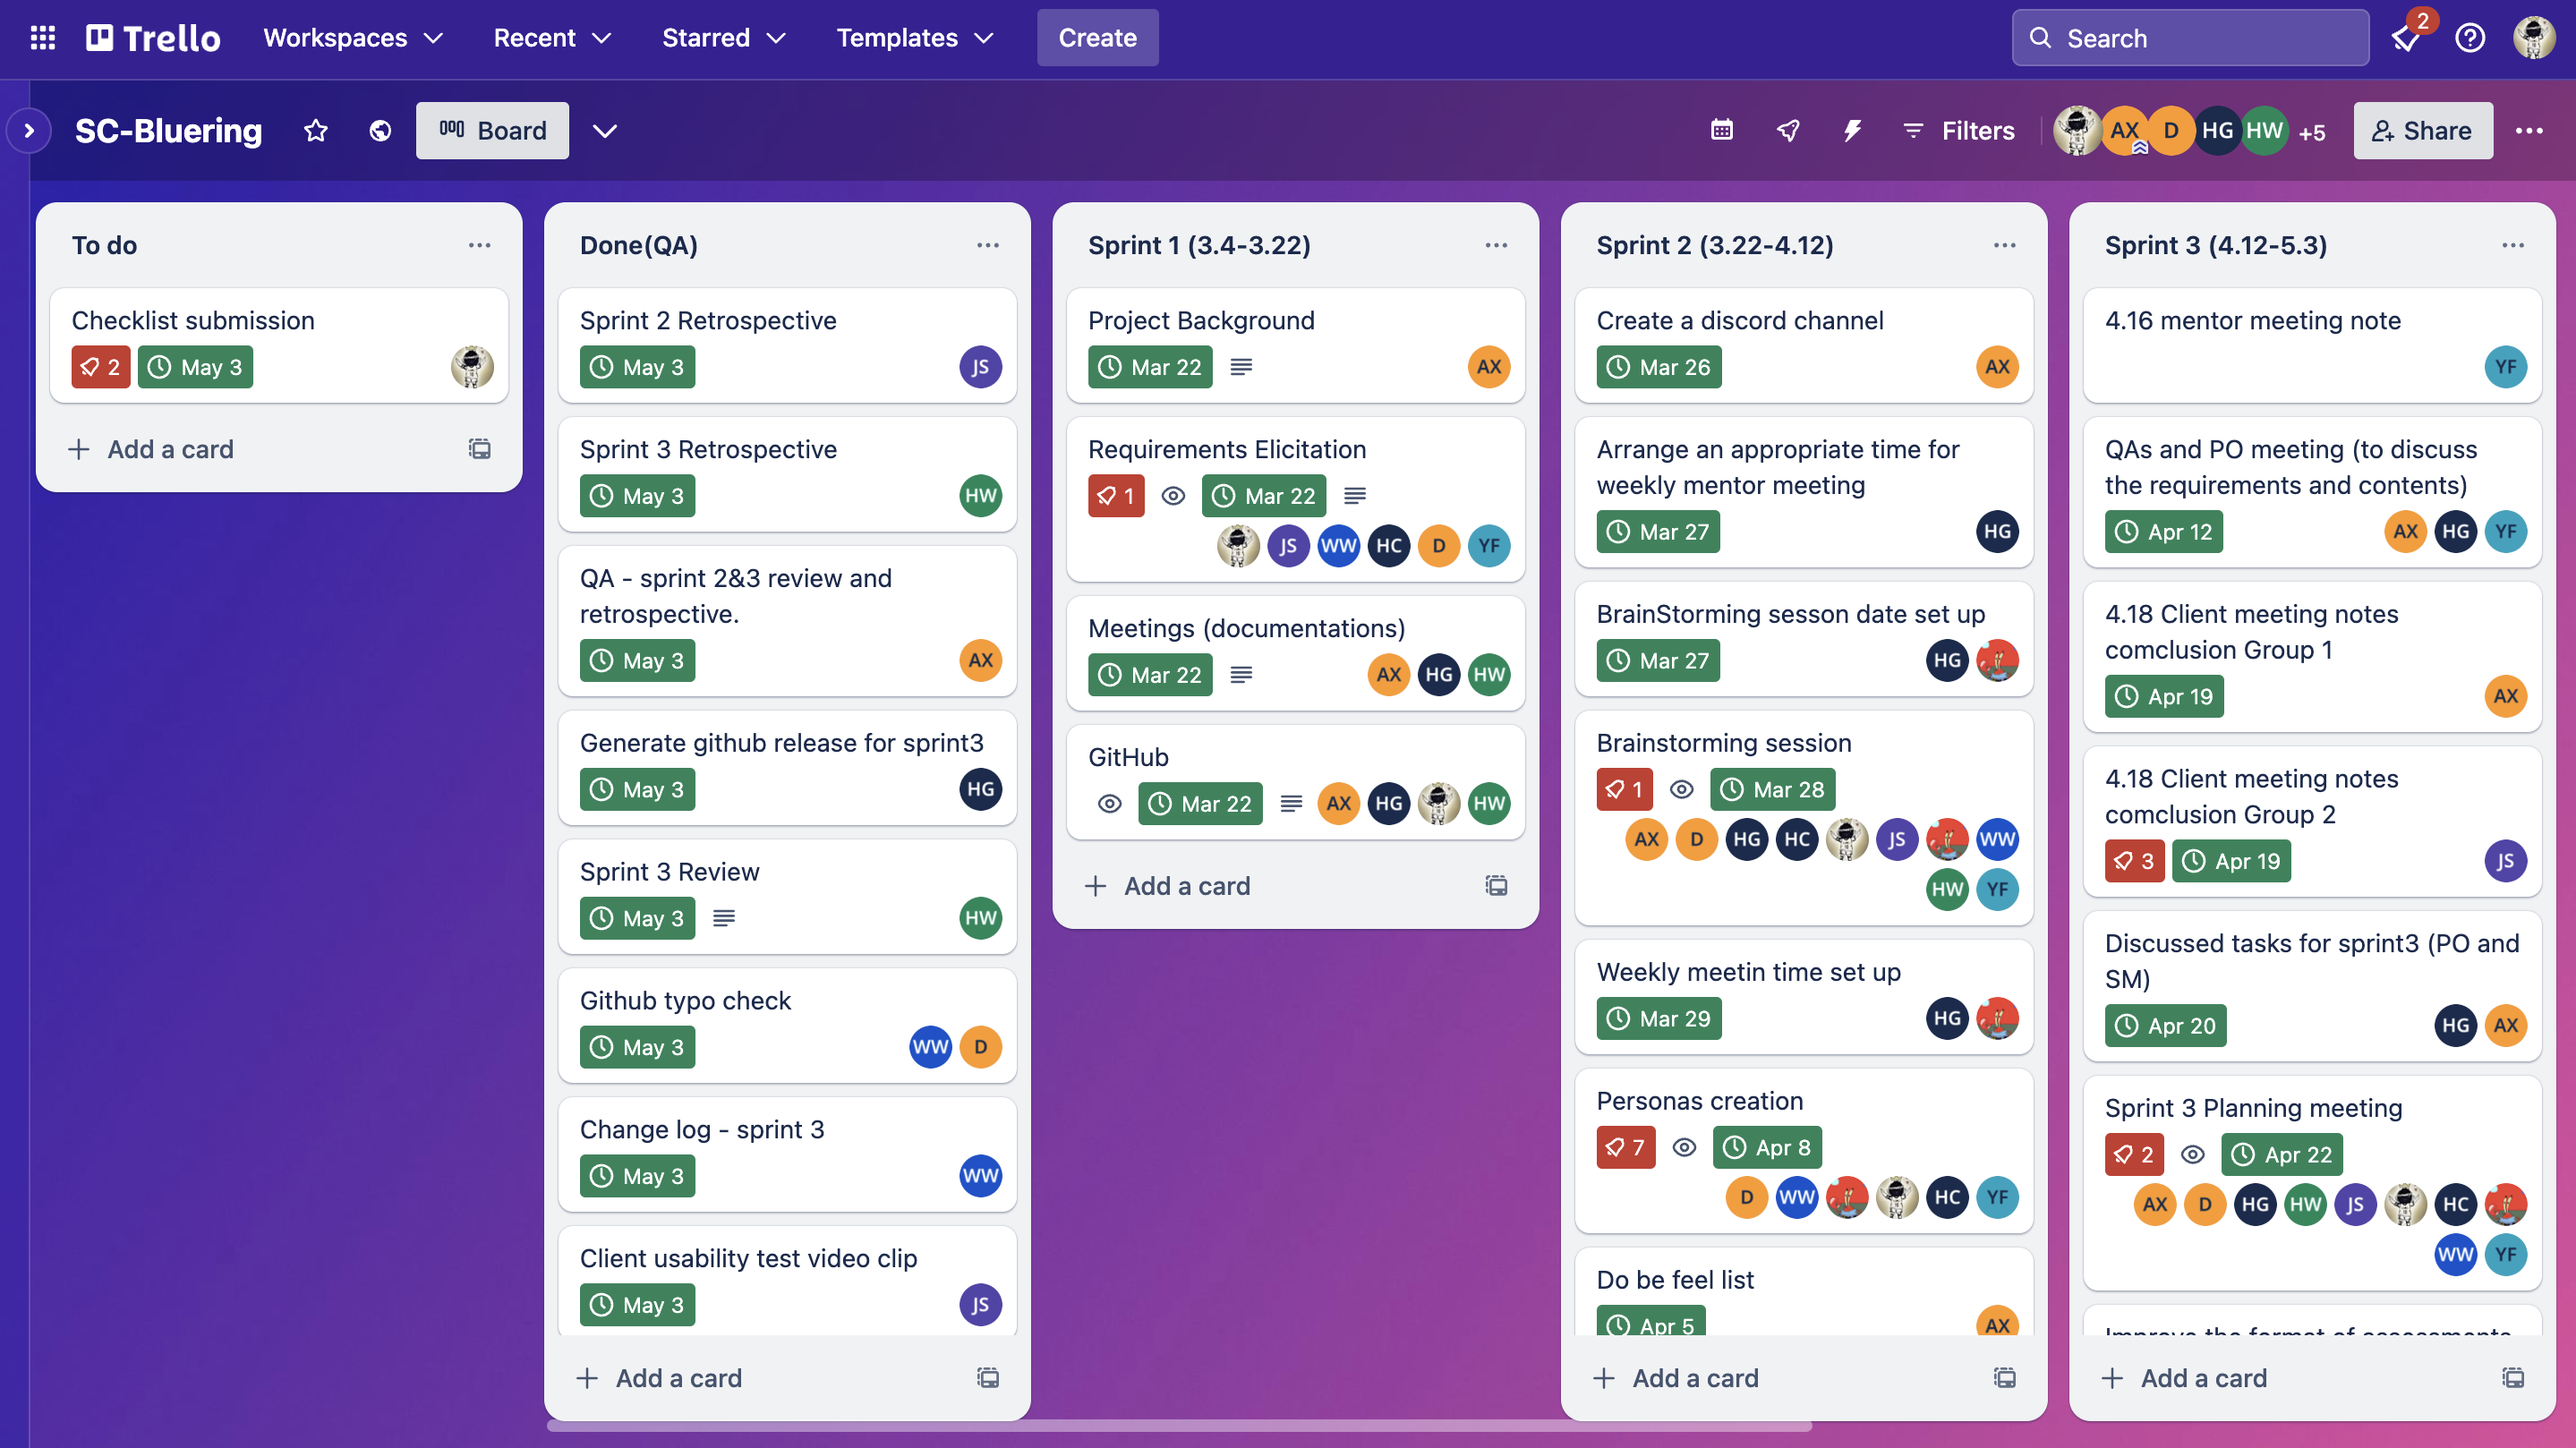 Trello
Workspaces
Recent
Starred
Templates
Create
Search
2
SC-Bluering
Board
Filters
AX
D
HG
HW
+5
Share
To do
Checklist submission
2
May 3
Add a card
Done(QA)
Sprint 2 Retrospective
May 3
JS
Sprint 3 Retrospective
May 3
HW
QA - sprint 2&3 review and
retrospective.
May 3
AX
Generate github release for sprint3
May 3
HG
Sprint 3 Review
May 3
HW
Github typo check
May 3
WW
D
Change log - sprint 3
May 3
WW
Client usability test video clip
May 3
JS
Add a card
Sprint 1 (3.4-3.22)
Project Background
Mar 22
AX
Requirements Elicitation
1
Mar 22
JS
WW
HC
D
YF
Meetings (documentations)
Mar 22
AX
HG
HW
GitHub
Mar 22
AX
HG
HW
Add a card
Sprint 2 (3.22-4.12)
Create a discord channel
Mar 26
AX
Arrange an appropriate time for
weekly mentor meeting
Mar 27
HG
BrainStorming sesson date set up
Mar 27
HG
Brainstorming session
1
Mar 28
AX
D
HG
HC
JS
WW
HW
YF
Weekly meetin time set up
Mar 29
HG
Personas creation
7
Apr 8
D
WW
HC
YF
Do be feel list
Apr 5
AX
Add a card
Sprint 3 (4.12-5.3)
4.16 mentor meeting note
YF
QAs and PO meeting (to discuss
the requirements and contents)
Apr 12
AX
HG
YF
4.18 Client meeting notes
comclusion Group 1
Apr 19
AX
4.18 Client meeting notes
comclusion Group 2
3
Apr 19
JS
Discussed tasks for sprint3 (PO and
SM)
Apr 20
HG
AX
Sprint 3 Planning meeting
2
Apr 22
AX
D
HG
HW
JS
HC
WW
YF
Improve the format of assessments
Add a card